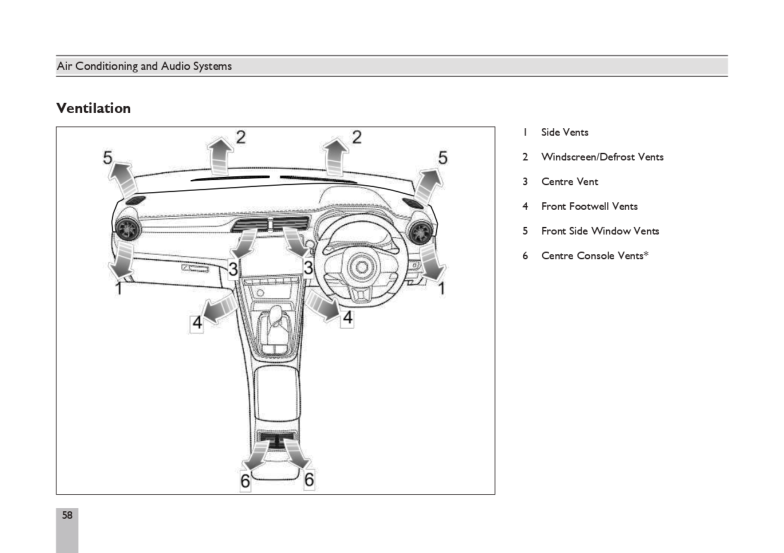 Air Conditioning and Audio Systems
Ventilation
2 2
5 5
3 3
1 1
4 4
6 6
1 Side Vents
2 Windscreen/Defrost Vents
3 Centre Vent
4 Front Footwell Vents
5 Front Side Window Vents
6 Centre Console Vents*
58